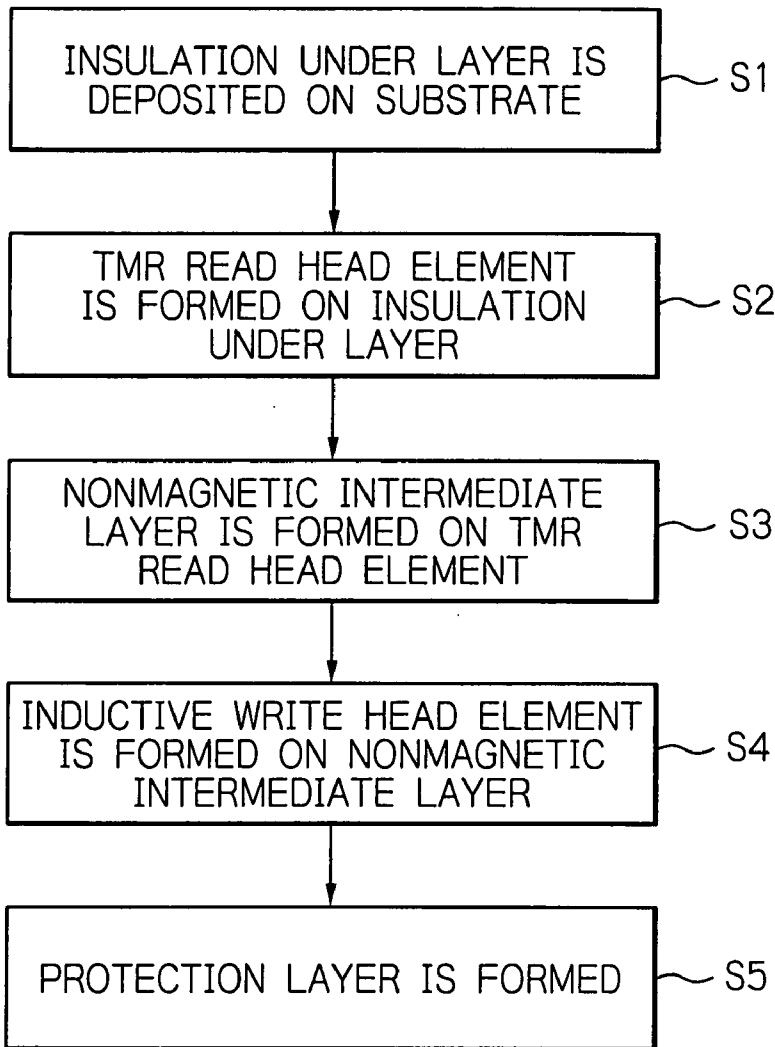 INSULATION UNDER LAYER IS
DEPOSITED ON SUBSTRATE
S1
TMR READ HEAD ELEMENT
IS FORMED ON INSULATION
UNDER LAYER
S2
NONMAGNETIC INTERMEDIATE
LAYER IS FORMED ON TMR
READ HEAD ELEMENT
S3
INDUCTIVE WRITE HEAD ELEMENT
IS FORMED ON NONMAGNETIC
INTERMEDIATE LAYER
S4
PROTECTION LAYER IS FORMED
S5